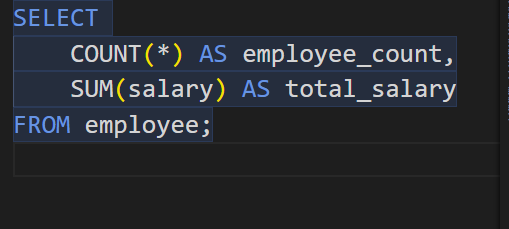 SELECT
    COUNT(*) AS employee_count,
    SUM(salary) AS total_salary
FROM employee;